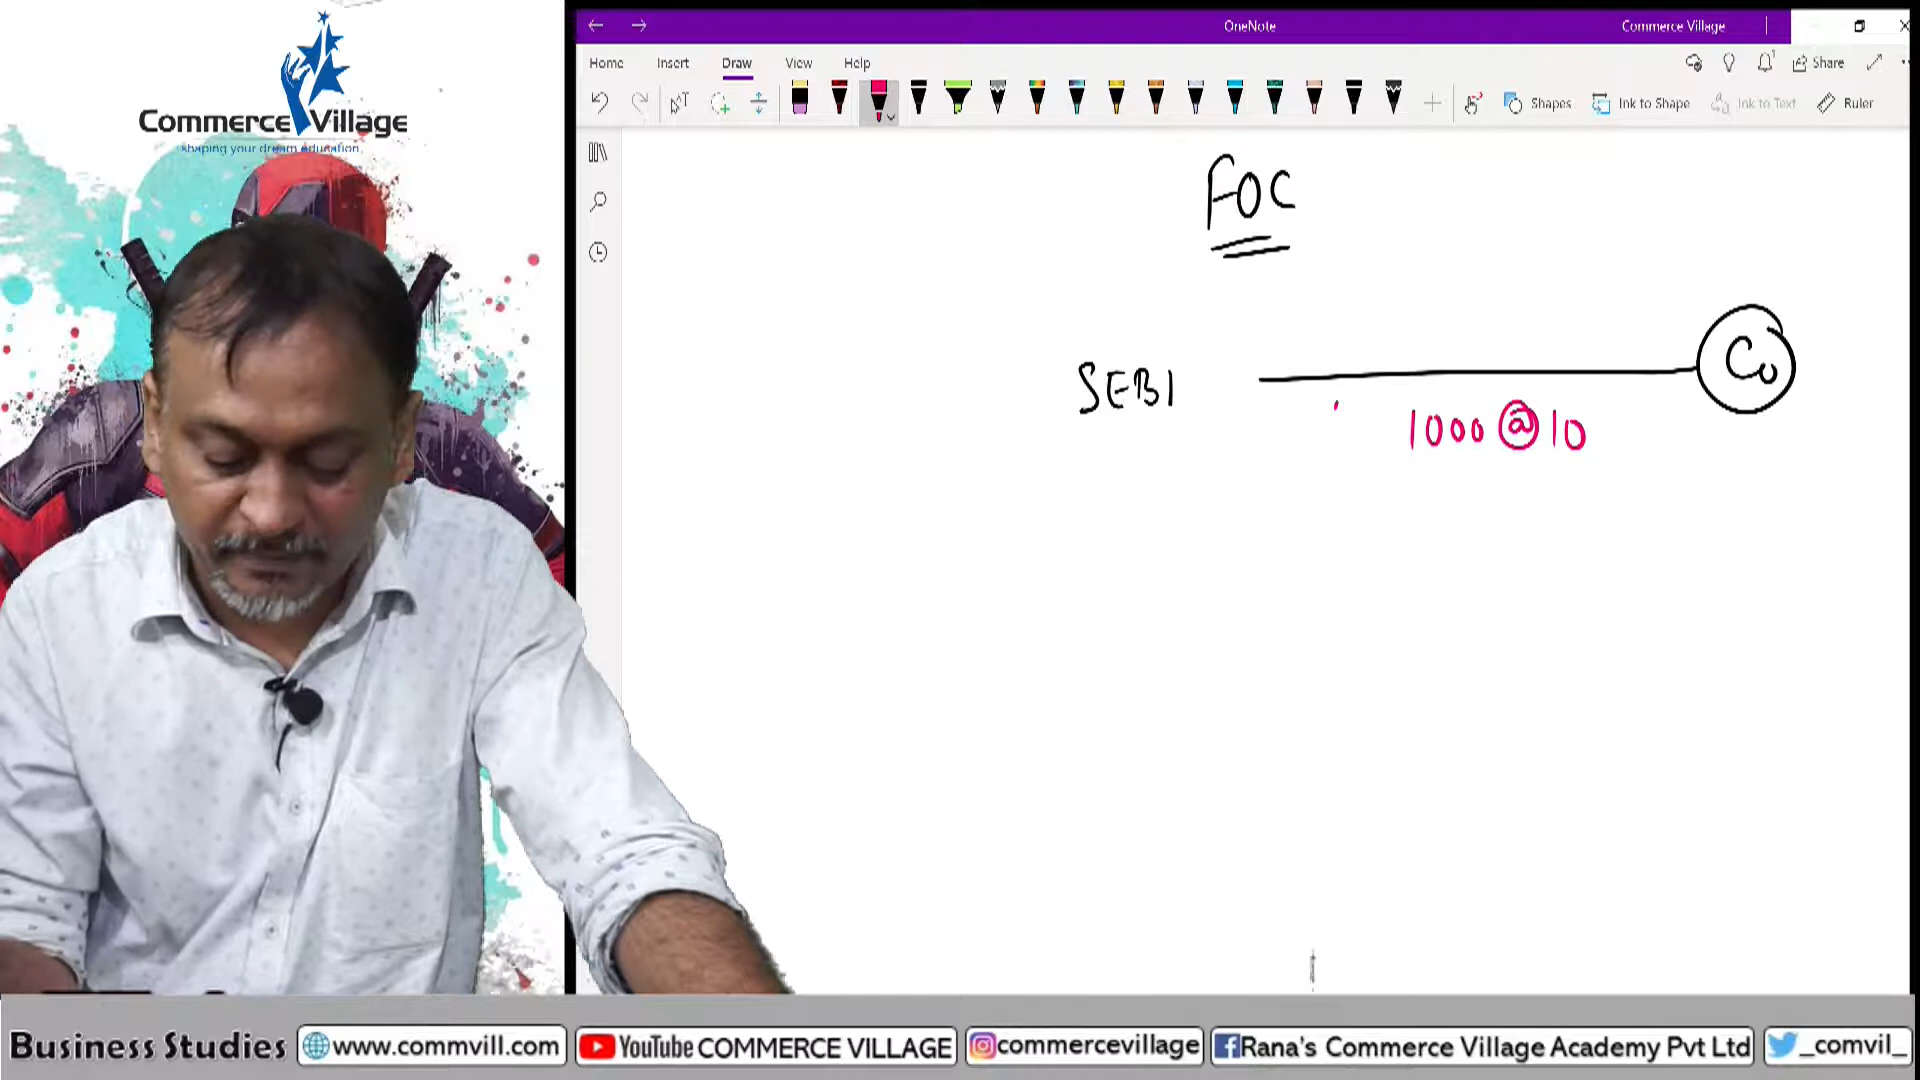 Commerce Village
shaping your dream education
OneNote
Commerce Village
Home Insert Draw View Help
Share
Shapes
Ink to Shape
Ink to Text
Ruler
FOC
SEBI
Co
1000 @ 10
Business Studies
www.commvill.com
YouTube COMMERCE VILLAGE
commercevillage
Rana's Commerce Village Academy Pvt Ltd
_comvil_